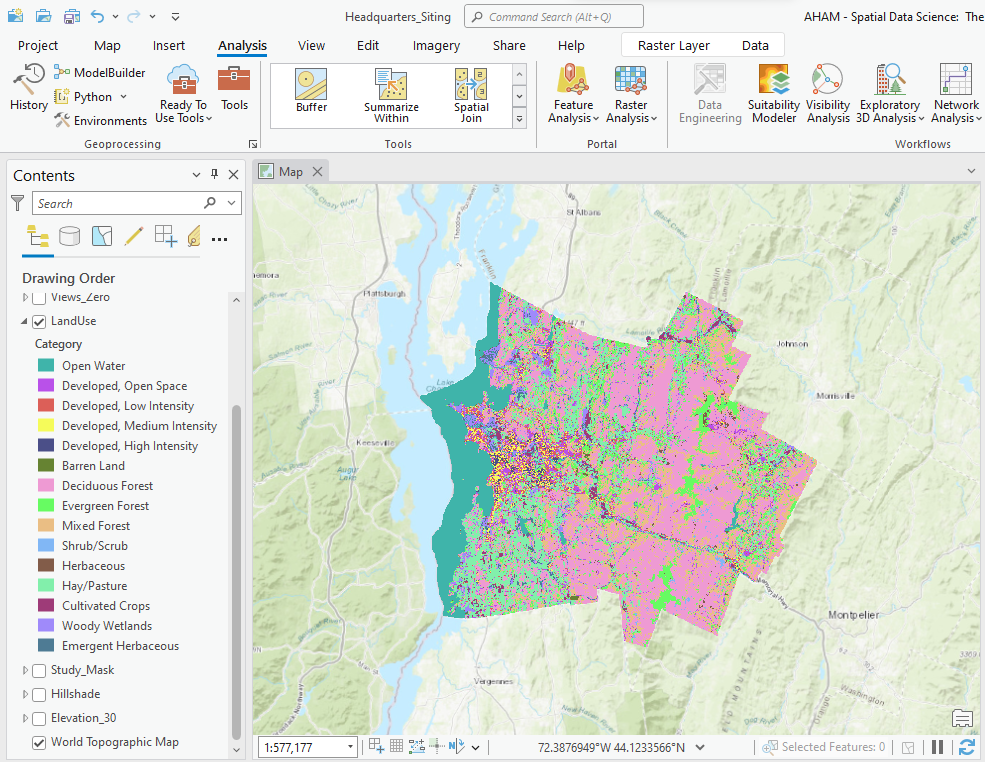 Headquarters_Siting
Command Search (Alt+Q)
AHAM - Spatial Data Science: The
Project Map Insert Analysis View Edit Imagery Share Help Raster Layer Data
History
ModelBuilder
Python
Environments
Ready To
Use Tools
Tools
Buffer
Summarize
Within
Spatial
Join
Feature
Analysis
Raster
Analysis
Data
Engineering
Suitability
Modeler
Visibility
Analysis
Exploratory
3D Analysis
Network
Analysis
Geoprocessing
Tools
Portal
Workflows
Contents
Search
Drawing Order
Views_Zero
LandUse
Category
Open Water
Developed, Open Space
Developed, Low Intensity
Developed, Medium Intensity
Developed, High Intensity
Barren Land
Deciduous Forest
Evergreen Forest
Mixed Forest
Shrub/Scrub
Herbaceous
Hay/Pasture
Cultivated Crops
Woody Wetlands
Emergent Herbaceous
Study_Mask
Hillshade
Elevation_30
World Topographic Map
Map
St Albans
Franklin
Plattsburgh
Johnson
Morrisville
Keeseville
Montpelier
Vergennes
Washington
Orange
1:577,177
72.3876949°W 44.1233566°N
Selected Features: 0